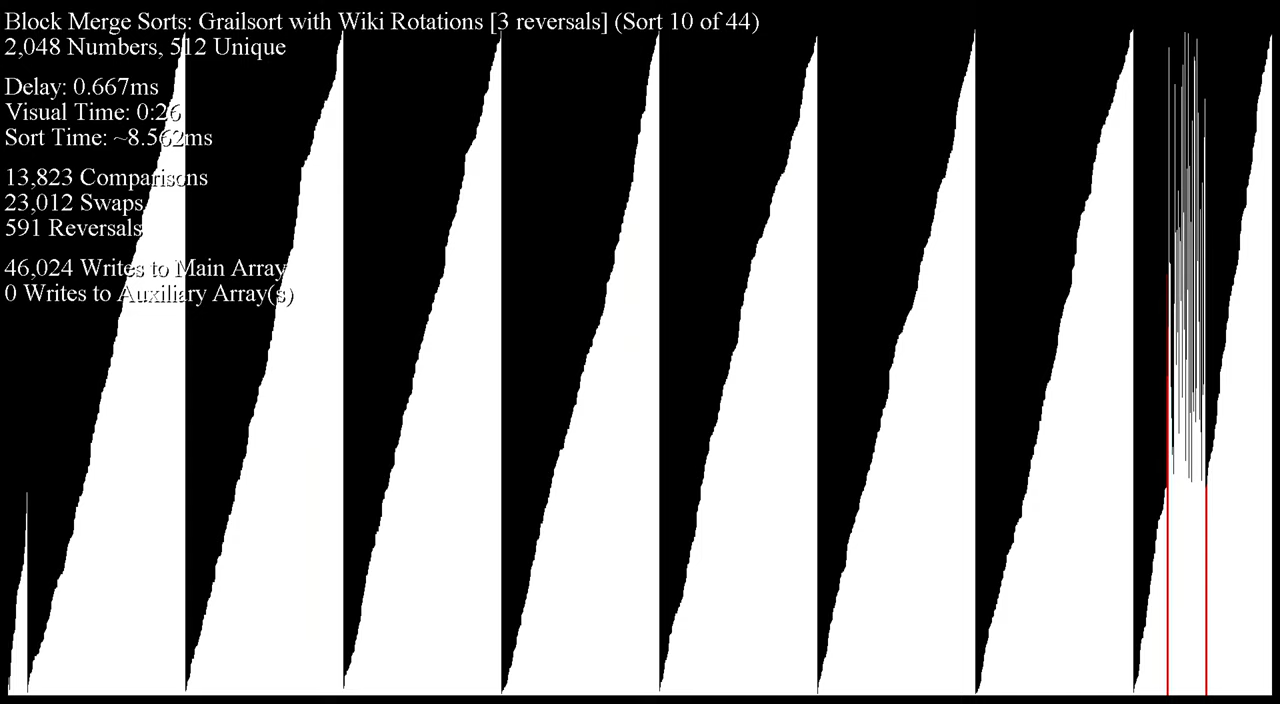 Block Merge Sorts: Grailsort with Wiki Rotations [3 reversals] (Sort 10 of 44)
2,048 Numbers, 512 Unique
Delay: 0.667ms
Visual Time: 0:26
Sort Time: ~8.562ms
13,823 Comparisons
23,012 Swaps
591 Reversals
46,024 Writes to Main Array
0 Writes to Auxiliary Array(s)